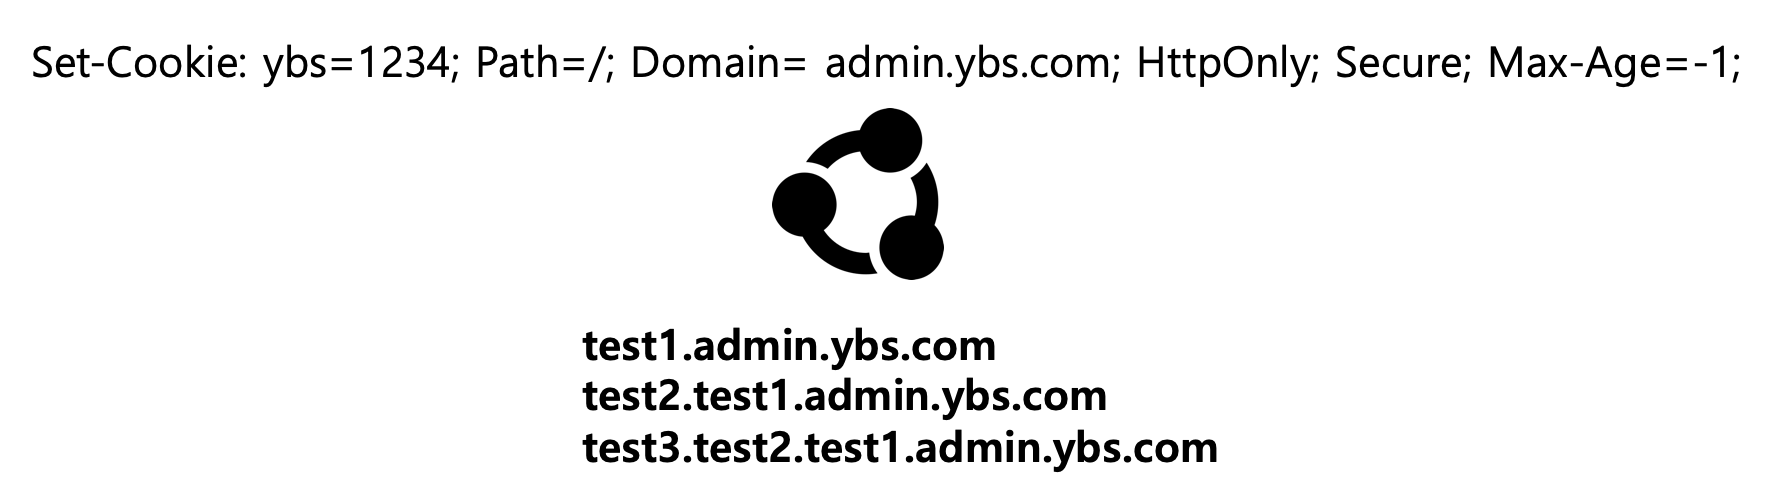 Set-Cookie: ybs=1234; Path=/; Domain= admin.ybs.com; HttpOnly; Secure; Max-Age=-1;
test1.admin.ybs.com
test2.test1.admin.ybs.com
test3.test2.test1.admin.ybs.com